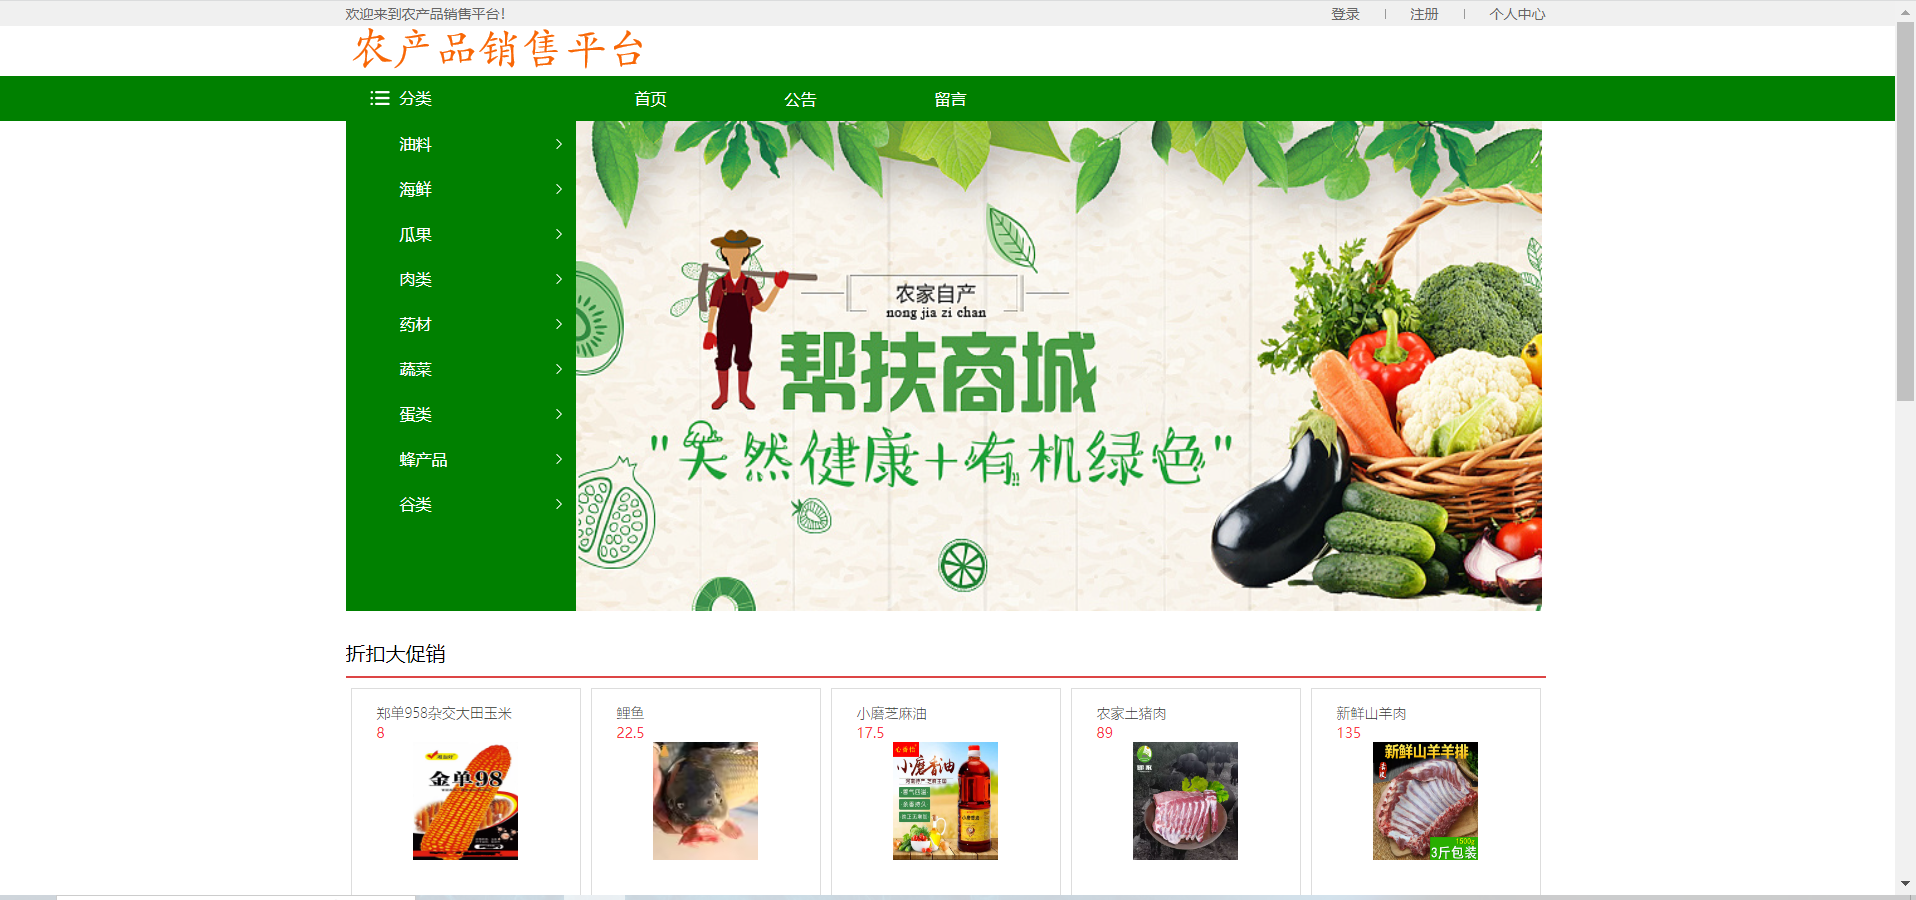 欢迎来到农产品销售平台!
登录 | 注册 | 个人中心
农产品销售平台
分类 首页 公告 留言
油料
海鲜
瓜果
肉类
药材
蔬菜
蛋类
蜂产品
谷类
农家自产
nong jia zi chan
帮扶商城
"天然健康+有机绿色"
折扣大促销
郑单958杂交大田玉米
8
金单98
鲤鱼
22.5
小磨芝麻油
17.5
小磨香油
农家土猪肉
89
新鲜山羊肉
135
新鲜山羊羊排
1500g
3斤包装